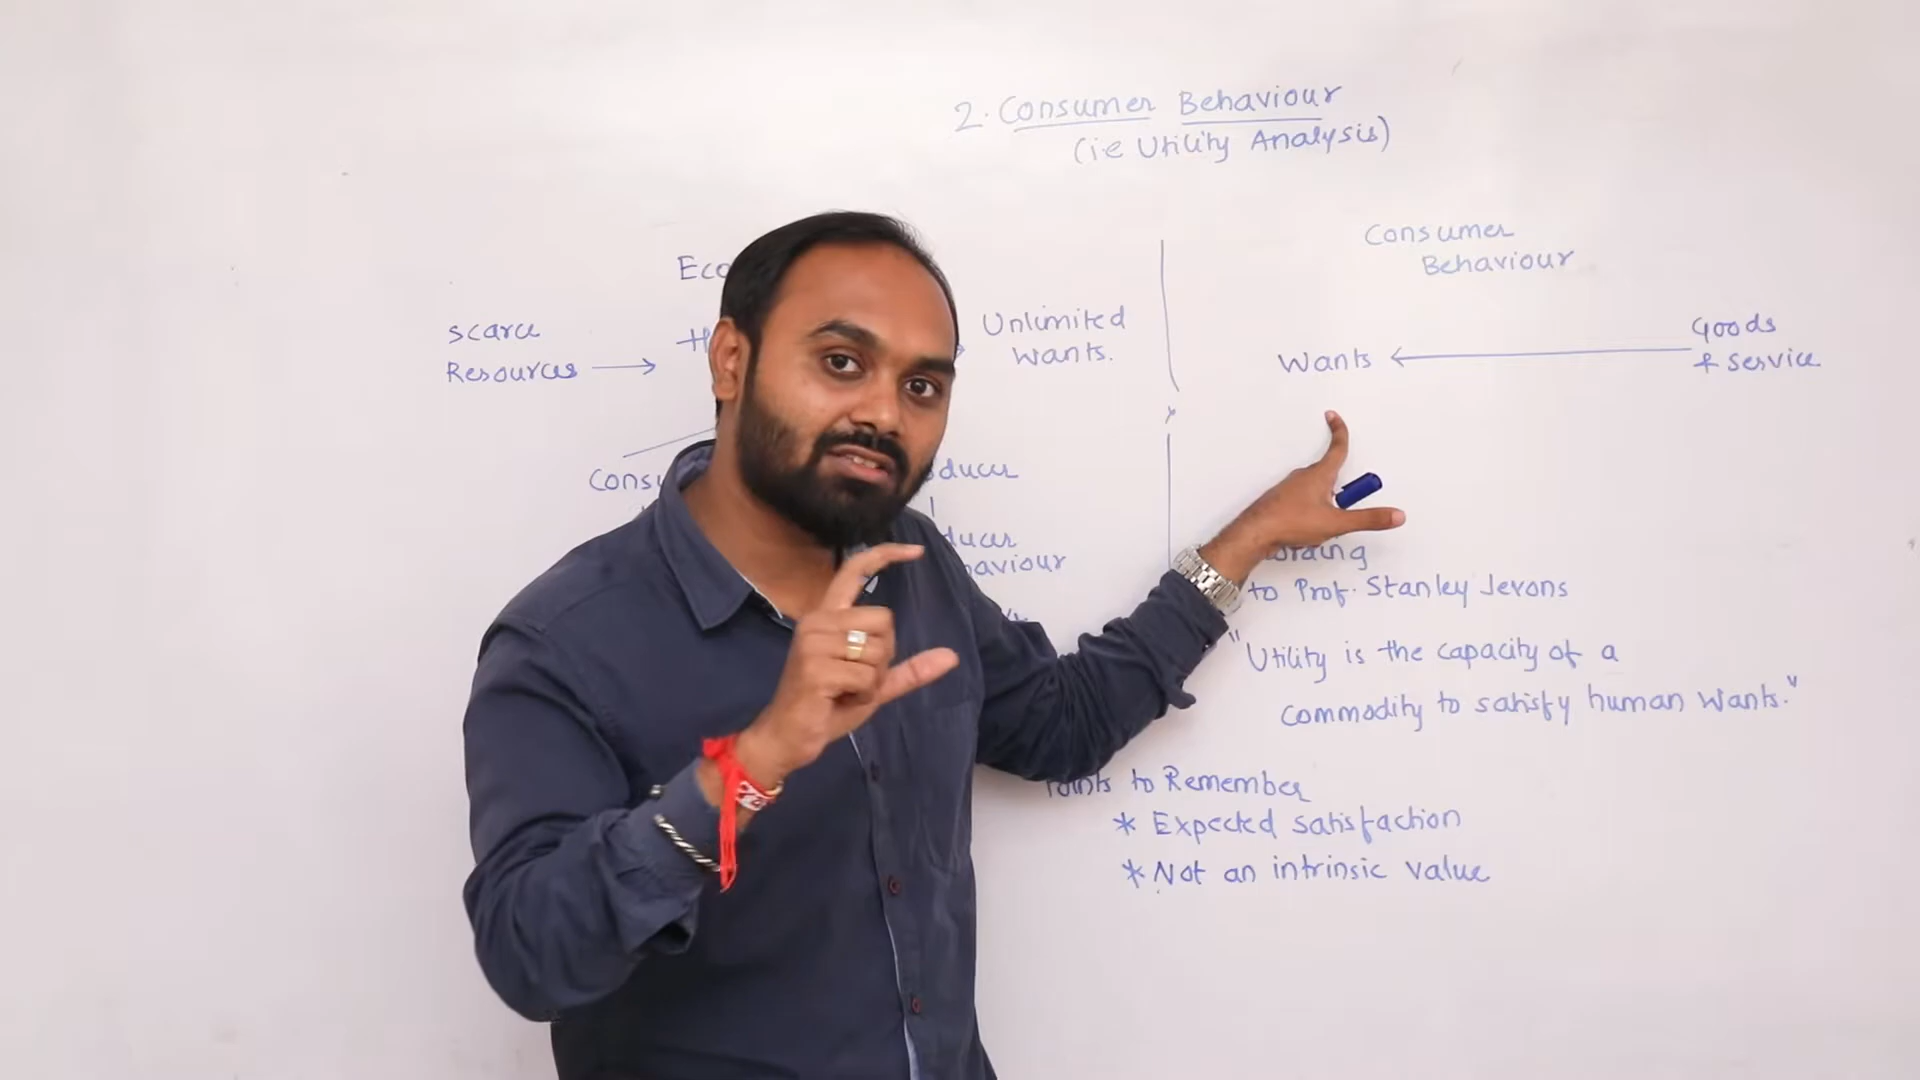 2. Consumer Behaviour
(i.e Utility Analysis)
Scarce
Resources
Unlimited
Wants.
Consumer
Behaviour
Wants
Goods
& Service
to Prof. Stanley Jevons
"Utility is the capacity of a
commodity to satisfy human wants."
to Remember
* Expected satisfaction
* Not an intrinsic value